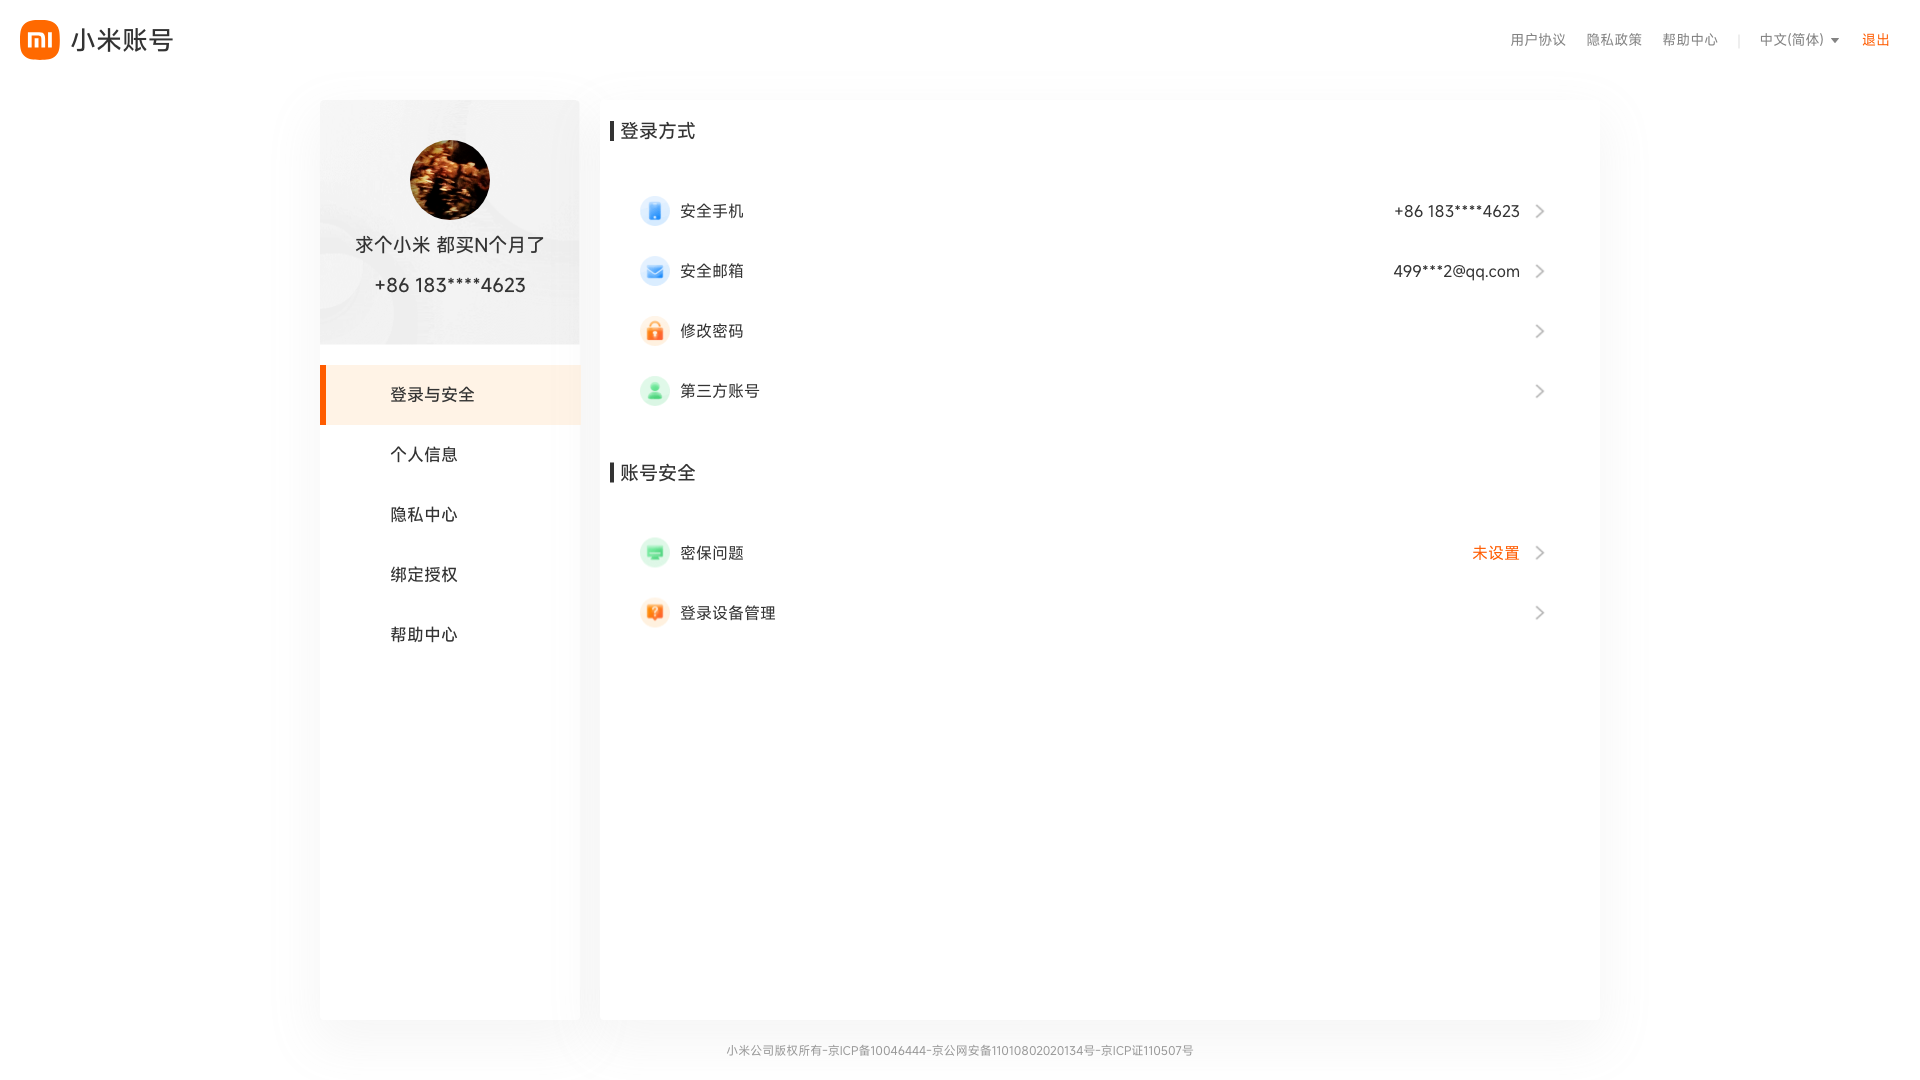 小米账号
用户协议 隐私政策 帮助中心 | 中文(简体) 退出
求个小米 都买N个月了
+86 183****4623
登录与安全
个人信息
隐私中心
绑定授权
帮助中心
登录方式
安全手机 +86 183****4623
安全邮箱 499***2@qq.com
修改密码
第三方账号
账号安全
密保问题 未设置
登录设备管理
小米公司版权所有-京ICP备10046444-京公网安备11010802020134号-京ICP证110507号